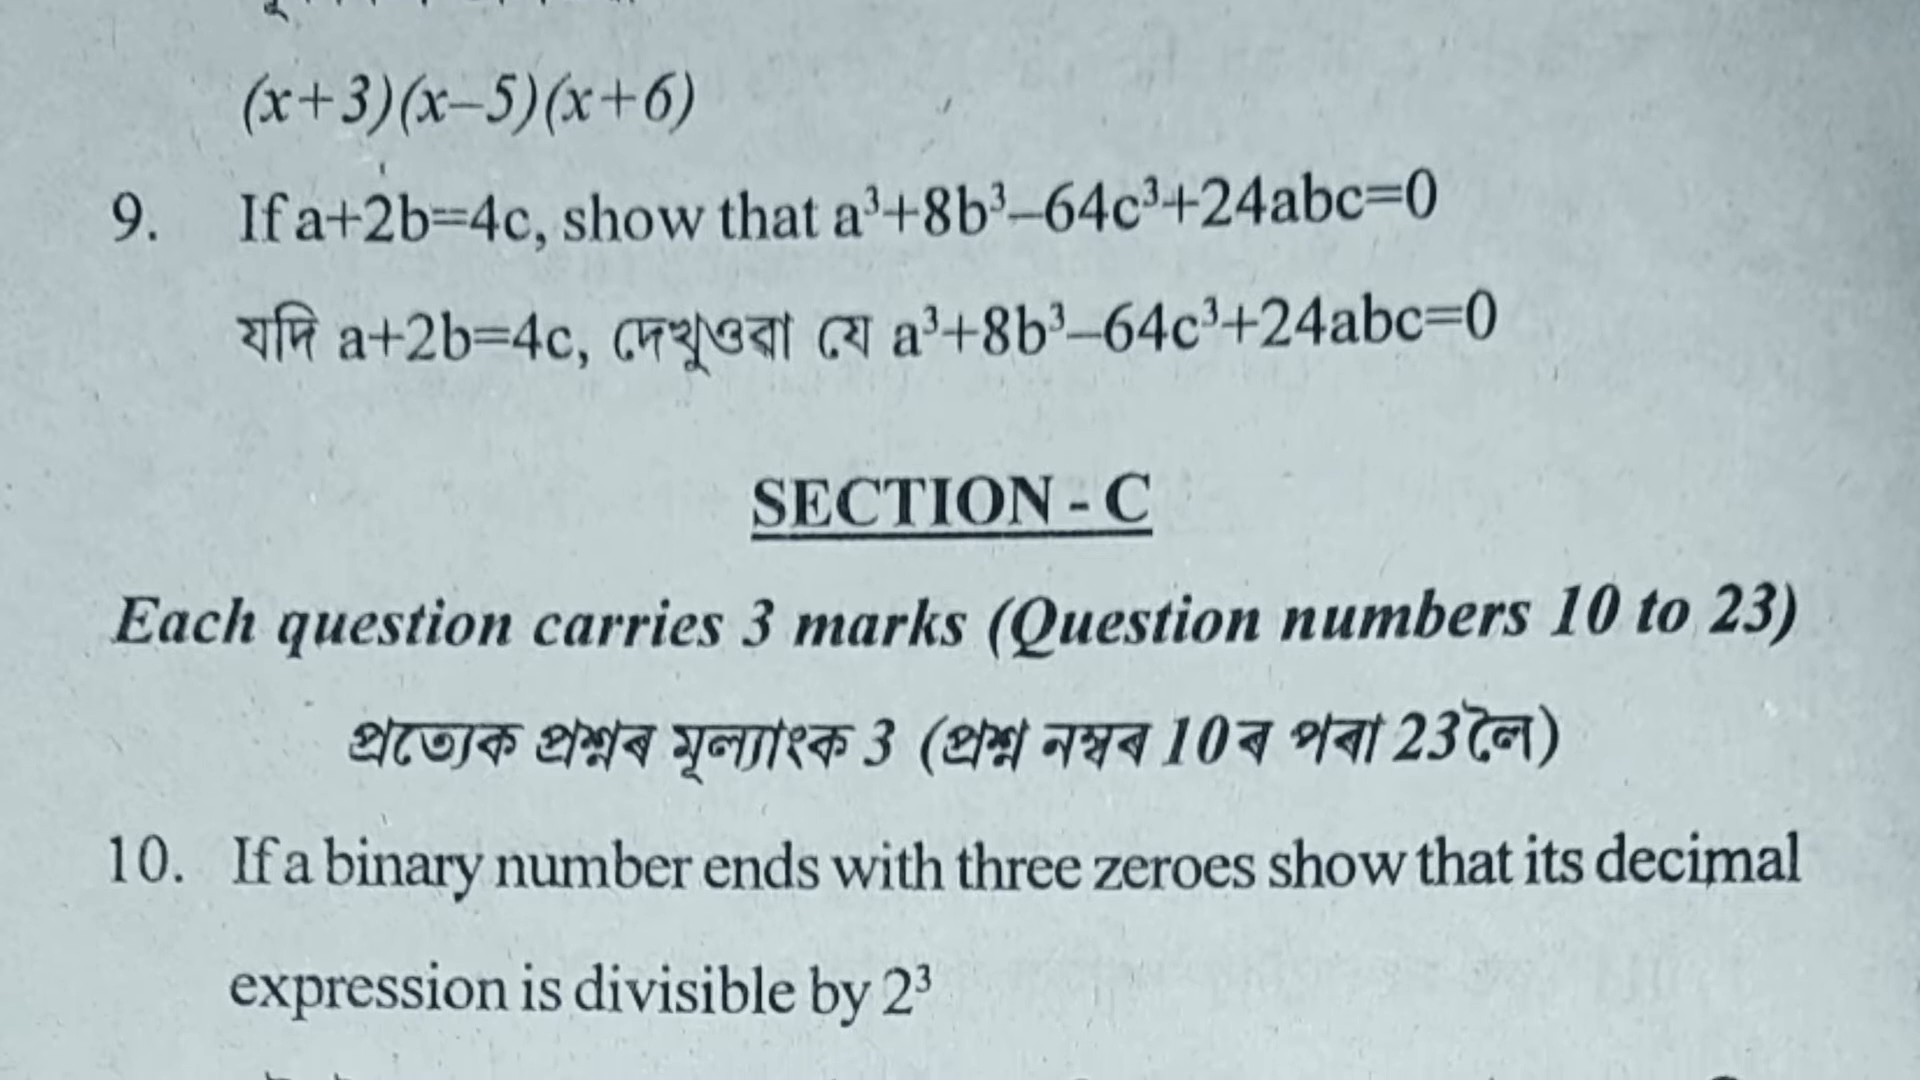 (x+3)(x–5)(x+6)
9. If a+2b=4c, show that a³+8b³–64c³+24abc=0
যদি a+2b=4c, দেখুওৱা যে a³+8b³–64c³+24abc=0
SECTION - C
Each question carries 3 marks (Question numbers 10 to 23)
প্ৰত্যেক প্ৰশ্নৰ মূল্যাংক 3 (প্ৰশ্ন নম্বৰ 10ৰ পৰা 23লৈ)
10. If a binary number ends with three zeroes show that its decimal
expression is divisible by 2³